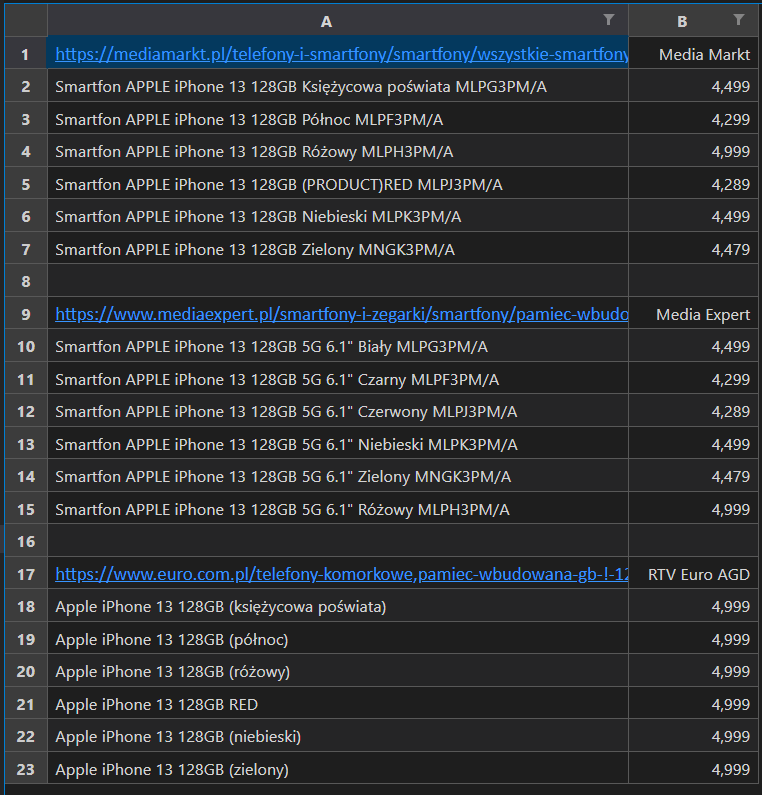 A B
1 https://mediamarkt.pl/telefony-i-smartfony/smartfony/wszystkie-smartfony Media Markt
2 Smartfon APPLE iPhone 13 128GB Księżycowa poświata MLPG3PM/A 4,499
3 Smartfon APPLE iPhone 13 128GB Północ MLPF3PM/A 4,299
4 Smartfon APPLE iPhone 13 128GB Różowy MLPH3PM/A 4,999
5 Smartfon APPLE iPhone 13 128GB (PRODUCT)RED MLPJ3PM/A 4,289
6 Smartfon APPLE iPhone 13 128GB Niebieski MLPK3PM/A 4,499
7 Smartfon APPLE iPhone 13 128GB Zielony MNGK3PM/A 4,479
8
9 https://www.mediaexpert.pl/smartfony-i-zegarki/smartfony/pamiec-wbudo Media Expert
10 Smartfon APPLE iPhone 13 128GB 5G 6.1" Biały MLPG3PM/A 4,499
11 Smartfon APPLE iPhone 13 128GB 5G 6.1" Czarny MLPF3PM/A 4,299
12 Smartfon APPLE iPhone 13 128GB 5G 6.1" Czerwony MLPJ3PM/A 4,289
13 Smartfon APPLE iPhone 13 128GB 5G 6.1" Niebieski MLPK3PM/A 4,499
14 Smartfon APPLE iPhone 13 128GB 5G 6.1" Zielony MNGK3PM/A 4,479
15 Smartfon APPLE iPhone 13 128GB 5G 6.1" Różowy MLPH3PM/A 4,999
16
17 https://www.euro.com.pl/telefony-komorkowe,pamiec-wbudowana-gb-!-12 RTV Euro AGD
18 Apple iPhone 13 128GB (księżycowa poświata) 4,999
19 Apple iPhone 13 128GB (północ) 4,999
20 Apple iPhone 13 128GB (różowy) 4,999
21 Apple iPhone 13 128GB RED 4,999
22 Apple iPhone 13 128GB (niebieski) 4,999
23 Apple iPhone 13 128GB (zielony) 4,999